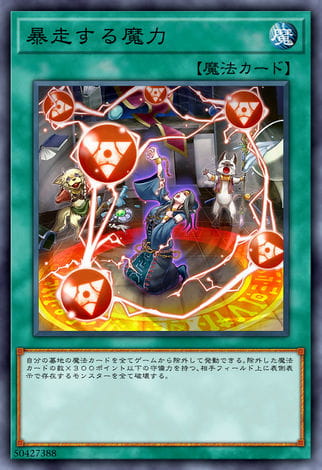 暴走する魔力
魔
【魔法カード】
自分の墓地の魔法カードを全てゲームから除外して発動できる。除外した魔法
カードの数×３００ポイント以下の守備力を持つ、相手フィールド上に表側表
示で存在するモンスターを全て破壊する。
50427388